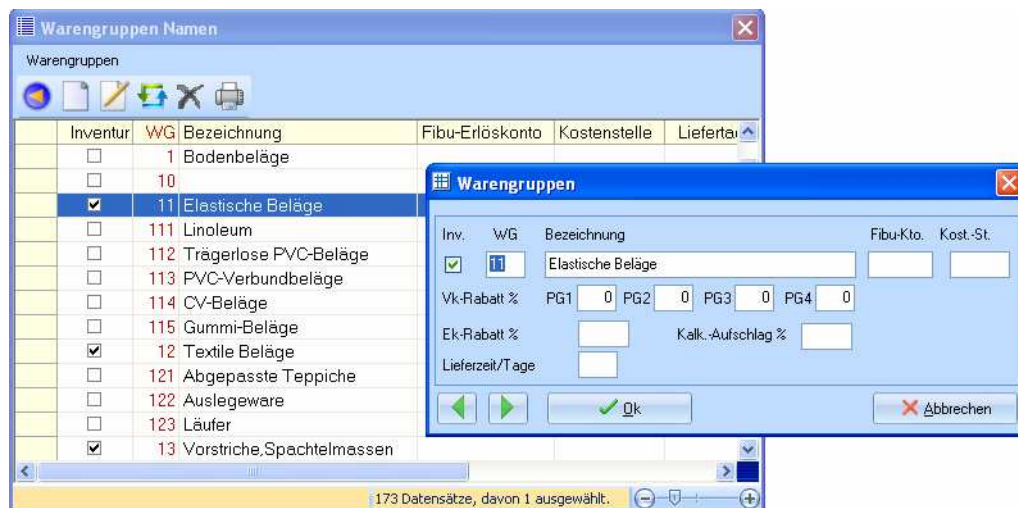 Warengruppen Namen
Warengruppen
Inventur WG Bezeichnung Fibu-Erlöskonto Kostenstelle
1 Bodenbeläge
10
11 Elastische Beläge
111 Linoleum
112 Trägerlose PVC-Beläge
113 PVC-Verbundbeläge
114 CV-Beläge
115 Gummi-Beläge
12 Textile Beläge
121 Abgepasste Teppiche
122 Auslegeware
123 Läufer
13 Vorstriche,Spachtelmassen
173 Datensätze, davon 1 ausgewählt.
Warengruppen
Inv. WG Bezeichnung Fibu-Kto. Kost.-St.
11 Elastische Beläge
Vk-Rabatt % PG1 0 PG2 0 PG3 0 PG4 0
Ek-Rabatt % Kalk.-Aufschlag %
Lieferzeit/Tage
Ok Abbrechen